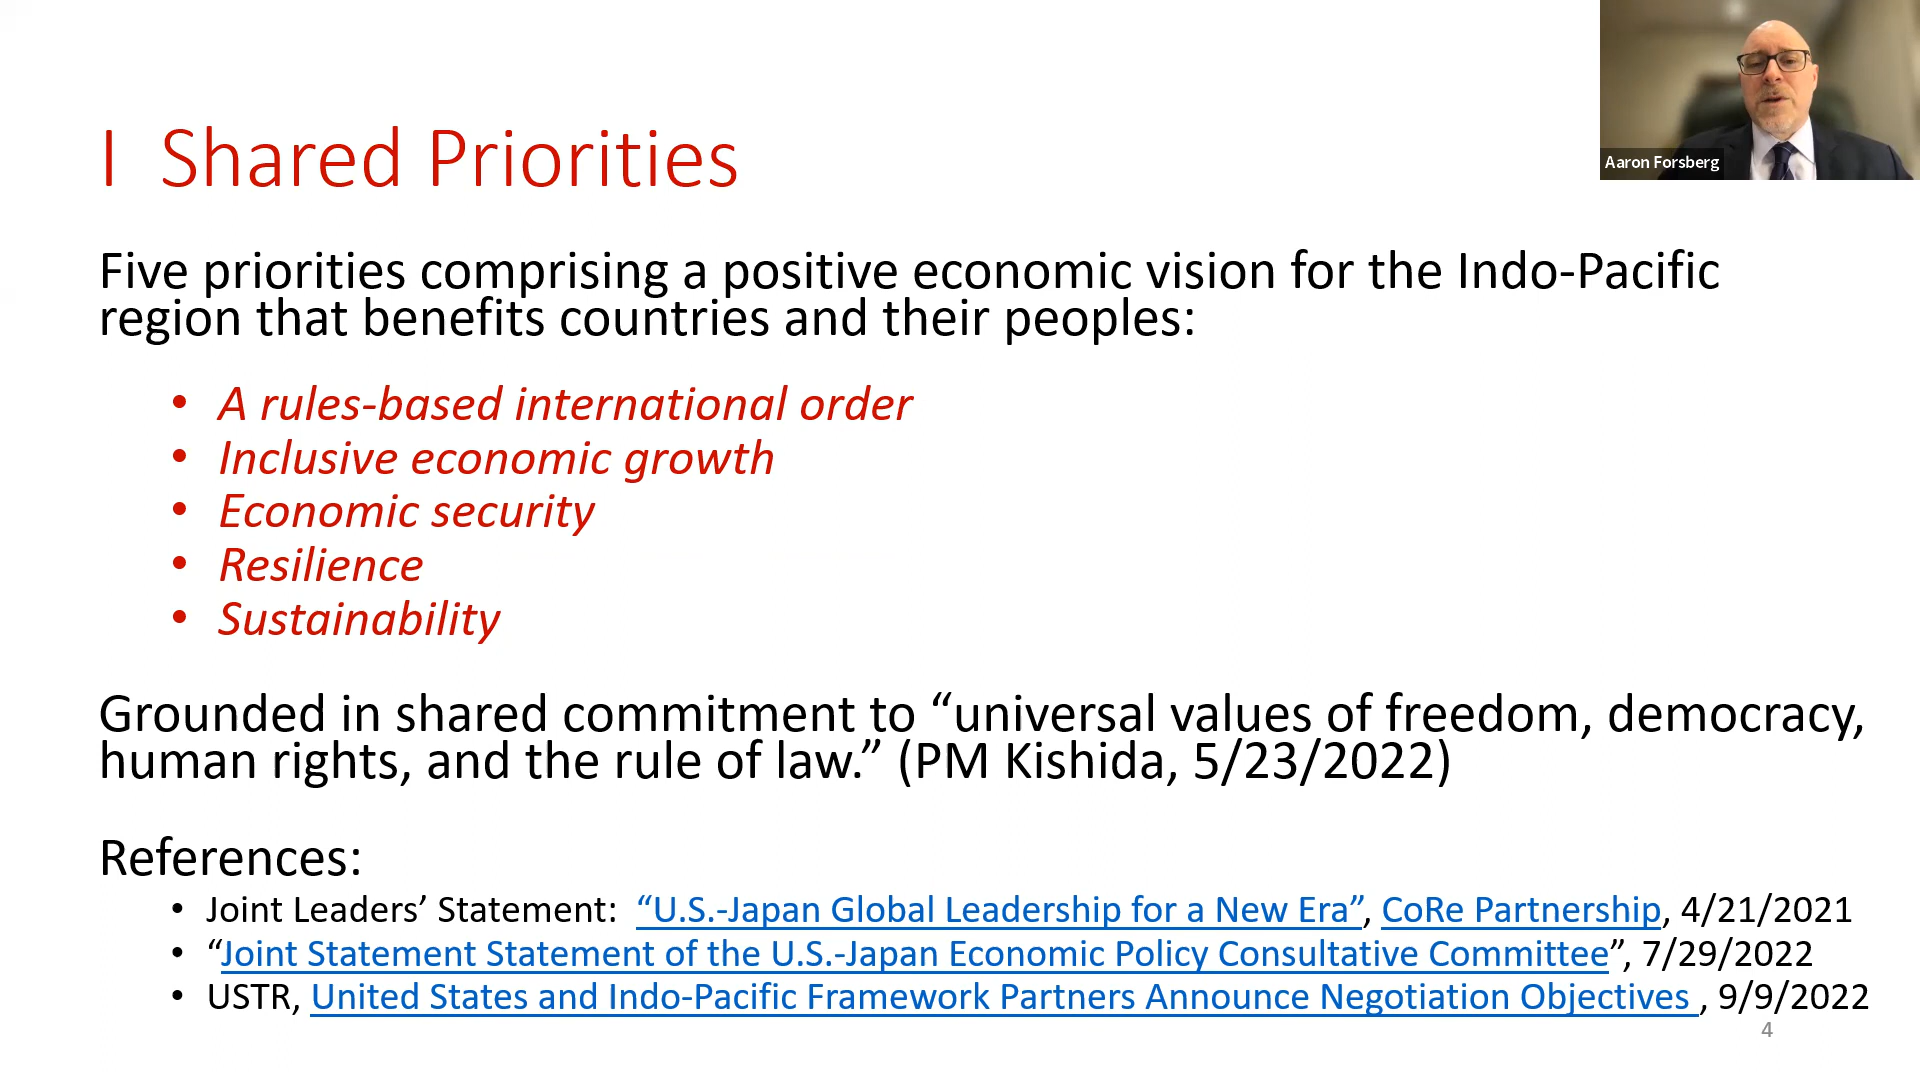 Aaron Forsberg
I Shared Priorities
Five priorities comprising a positive economic vision for the Indo-Pacific
region that benefits countries and their peoples:
• A rules-based international order
• Inclusive economic growth
• Economic security
• Resilience
• Sustainability
Grounded in shared commitment to “universal values of freedom, democracy,
human rights, and the rule of law.” (PM Kishida, 5/23/2022)
References:
• Joint Leaders’ Statement: “U.S.-Japan Global Leadership for a New Era”, CoRe Partnership, 4/21/2021
• “Joint Statement Statement of the U.S.-Japan Economic Policy Consultative Committee”, 7/29/2022
• USTR, United States and Indo-Pacific Framework Partners Announce Negotiation Objectives , 9/9/2022
4